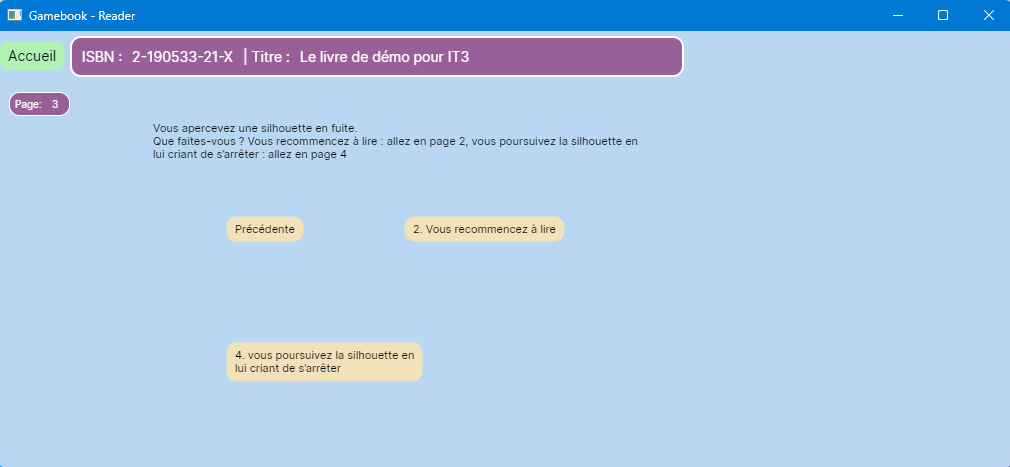 Gamebook - Reader
Accueil
ISBN : 2-190533-21-X | Titre : Le livre de démo pour IT3
Page: 3
Vous apercevez une silhouette en fuite.
Que faites-vous ? Vous recommencez à lire : allez en page 2, vous poursuivez la silhouette en
lui criant de s'arrêter : allez en page 4
Précédente
2. Vous recommencez à lire
4. vous poursuivez la silhouette en
lui criant de s'arrêter